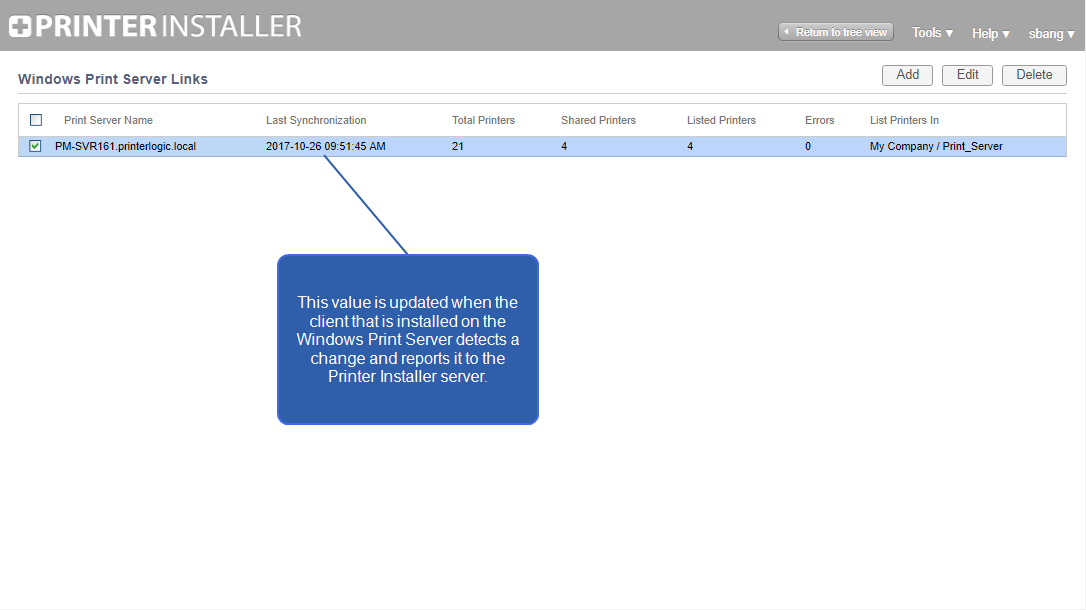 PRINTER INSTALLER
Return to tree view Tools ▾ Help ▾ sbang ▾
Windows Print Server Links Add Edit Delete
Print Server Name Last Synchronization Total Printers Shared Printers Listed Printers Errors List Printers In
PM-SVR161.printerlogic.local 2017-10-26 09:51:45 AM 21 4 4 0 My Company / Print_Server
This value is updated when the
client that is installed on the
Windows Print Server detects a
change and reports it to the
Printer Installer server.